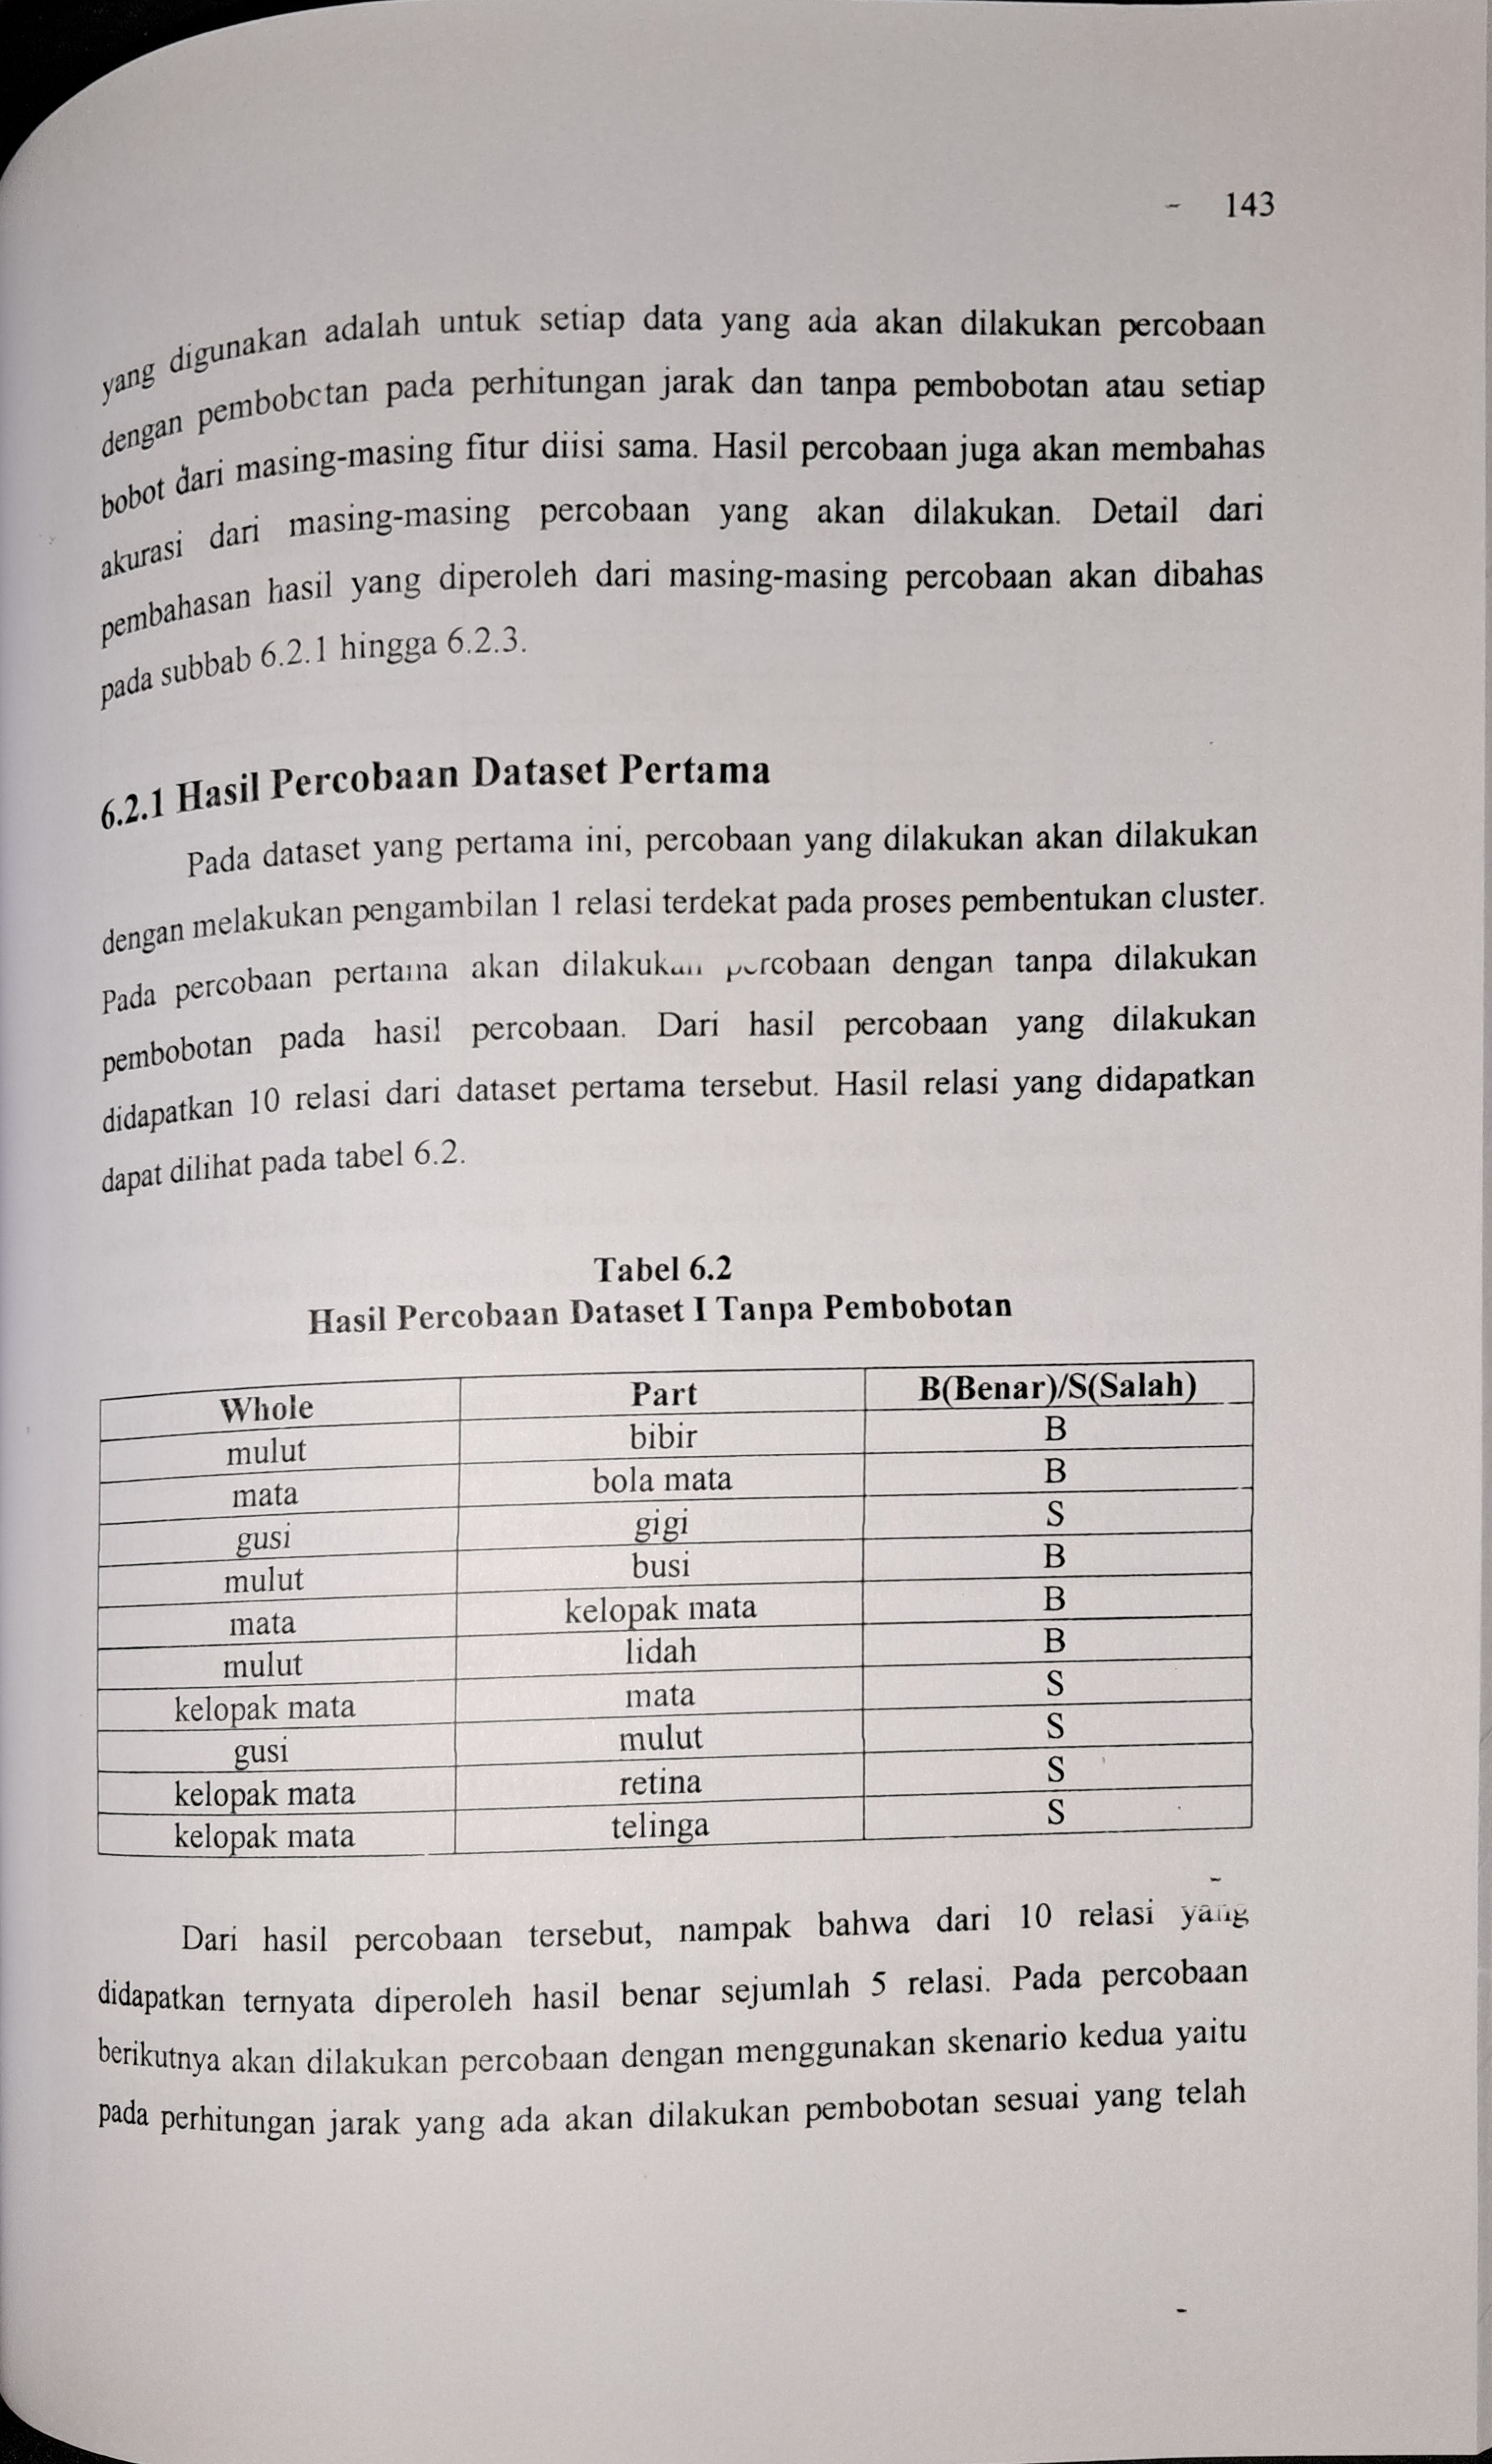 - 143
yang digunakan adalah untuk setiap data yang ada akan dilakukan percobaan
dengan pembobctan pada perhitungan jarak dan tanpa pembobotan atau setiap
bobot dari masing-masing fitur diisi sama. Hasil percobaan juga akan membahas
akurasi dari masing-masing percobaan yang akan dilakukan. Detail dari
pembahasan hasil yang diperoleh dari masing-masing percobaan akan dibahas
pada subbab 6.2.1 hingga 6.2.3.
6.2.1 Hasil Percobaan Dataset Pertama
Pada dataset yang pertama ini, percobaan yang dilakukan akan dilakukan
dengan melakukan pengambilan 1 relasi terdekat pada proses pembentukan cluster.
Pada percobaan pertama akan dilakukan percobaan dengan tanpa dilakukan
pembobotan pada hasil percobaan. Dari hasil percobaan yang dilakukan
didapatkan 10 relasi dari dataset pertama tersebut. Hasil relasi yang didapatkan
dapat dilihat pada tabel 6.2.
Tabel 6.2
Hasil Percobaan Dataset I Tanpa Pembobotan
Whole Part B(Benar)/S(Salah)
mulut bibir B
mata bola mata B
gusi gigi S
mulut busi B
mata kelopak mata B
mulut lidah B
kelopak mata mata S
gusi mulut S
kelopak mata retina S
kelopak mata telinga S
Dari hasil percobaan tersebut, nampak bahwa dari 10 relasi yang
didapatkan ternyata diperoleh hasil benar sejumlah 5 relasi. Pada percobaan
berikutnya akan dilakukan percobaan dengan menggunakan skenario kedua yaitu
pada perhitungan jarak yang ada akan dilakukan pembobotan sesuai yang telah